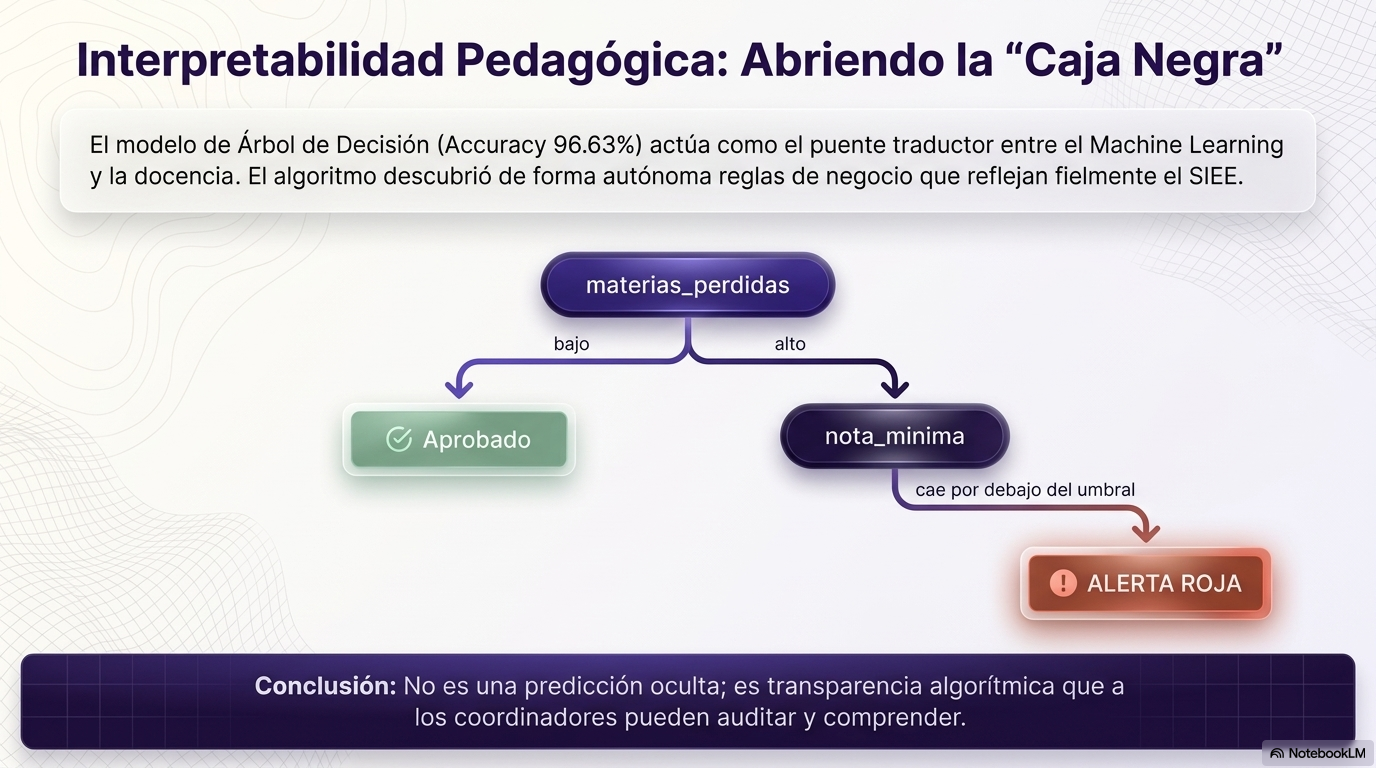 Interpretabilidad Pedagógica: Abriendo la “Caja Negra”
El modelo de Árbol de Decisión (Accuracy 96.63%) actúa como el puente traductor entre el Machine Learning
y la docencia. El algoritmo descubrió de forma autónoma reglas de negocio que reflejan fielmente el SIEE.
materias_perdidas
bajo
alto
Aprobado
nota_minima
cae por debajo del umbral
ALERTA ROJA
Conclusión: No es una predicción oculta; es transparencia algorítmica que a
los coordinadores pueden auditar y comprender.
NotebookLM